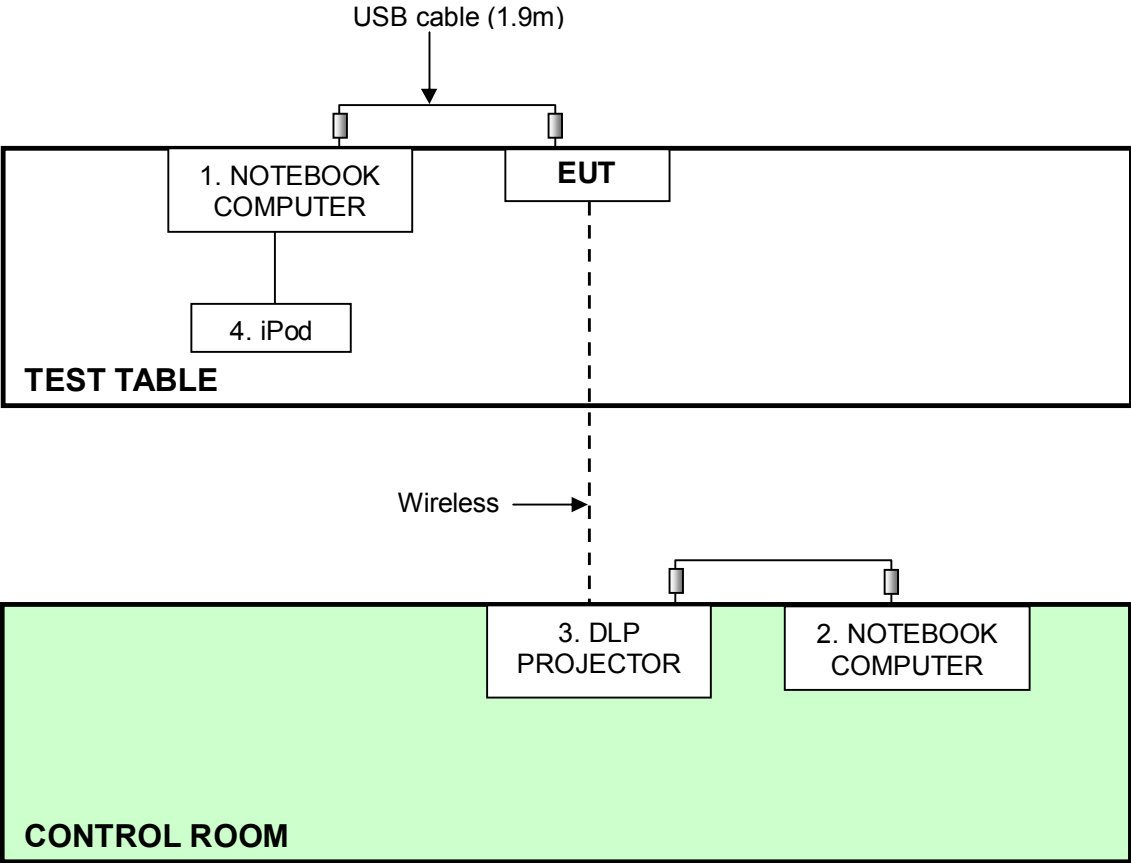 USB cable (1.9m)
1. NOTEBOOK
COMPUTER
EUT
4. iPod
TEST TABLE
Wireless
3. DLP
PROJECTOR
2. NOTEBOOK
COMPUTER
CONTROL ROOM